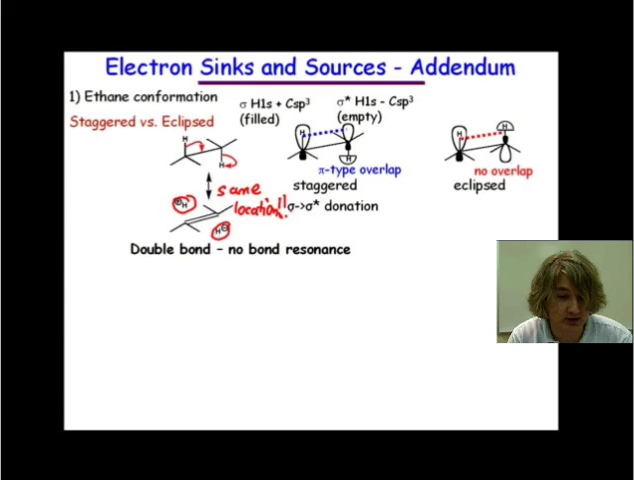 Electron Sinks and Sources - Addendum
1) Ethane conformation
Staggered vs. Eclipsed
σ H1s + Csp³
(filled)
σ* H1s - Csp³
(empty)
H
H
H
H
H
H
π-type overlap
staggered
no overlap
eclipsed
same
location!!
σ->σ* donation
⊕H
H⊖
Double bond - no bond resonance